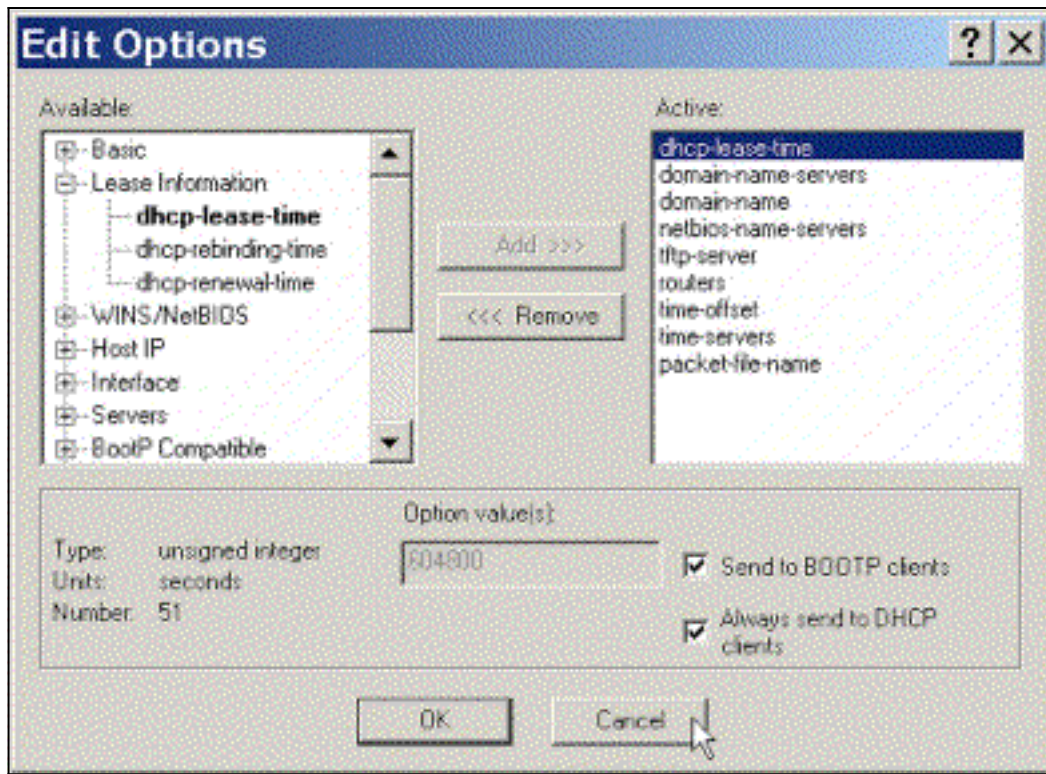 Edit Options
Available:
Active:
Basic
Lease Information
dhcp-lease-time
dhcp-rebinding-time
dhcp-renewal-time
WINS/NetBIOS
Host IP
Interface
Servers
BootP Compatible
Add >>>
<<< Remove
dhcp-lease-time
domain-name-servers
domain-name
netbios-name-servers
tftp-server
routers
time-offset
time-servers
packet-file-name
Type: unsigned integer
Units: seconds
Number: 51
Option value(s):
604800
Send to BOOTP clients
Always send to DHCP
clients
OK
Cancel